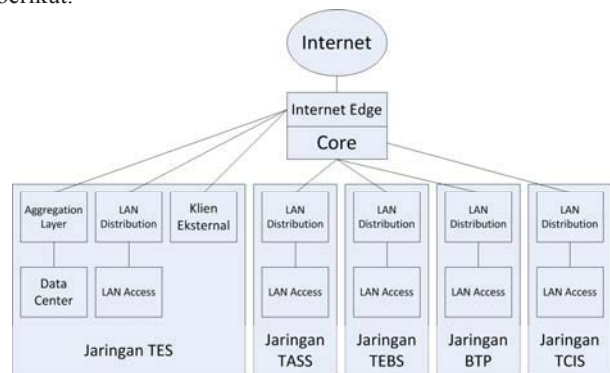 berikut.
Internet
Internet Edge
Core
Aggregation
Layer
LAN
Distribution
Klien
Eksternal
Data
Center
LAN Access
Jaringan TES
LAN
Distribution
LAN Access
Jaringan
TASS
LAN
Distribution
LAN Access
Jaringan
TEBS
LAN
Distribution
LAN Access
Jaringan
BTP
LAN
Distribution
LAN Access
Jaringan
TCIS